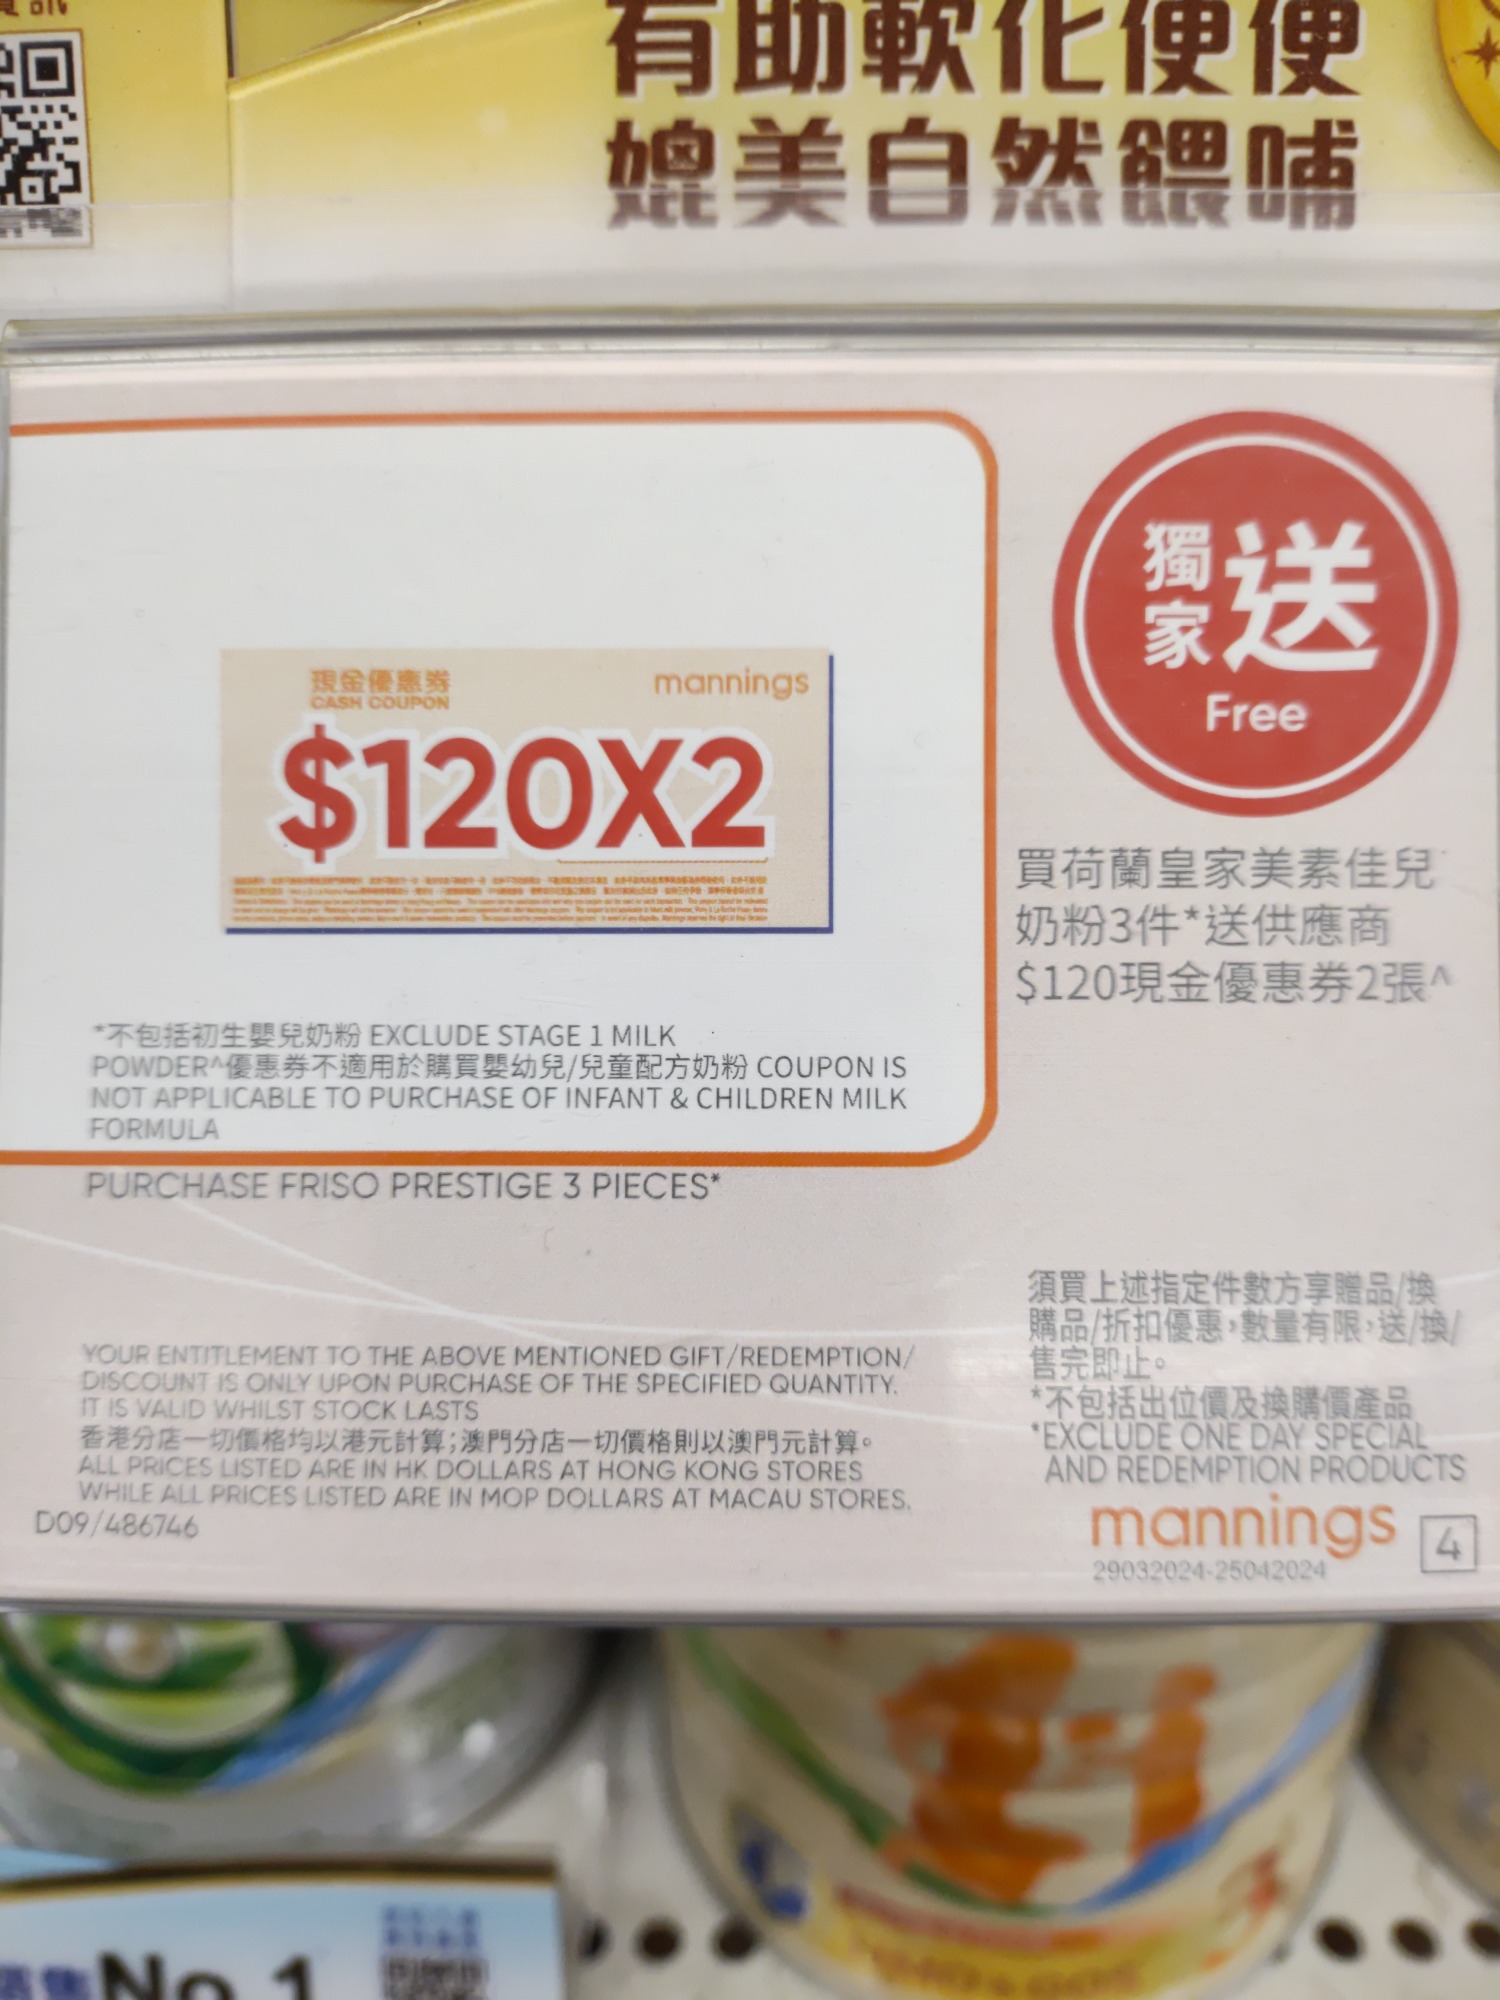 有助軟化便便
媲美自然餵哺
獨家送
Free
現金優惠券
CASH COUPON
mannings
$120X2
買荷蘭皇家美素佳兒
奶粉3件*送供應商
$120現金優惠券2張^
*不包括初生嬰兒奶粉 EXCLUDE STAGE 1 MILK
POWDER^優惠券不適用於購買嬰幼兒/兒童配方奶粉 COUPON IS
NOT APPLICABLE TO PURCHASE OF INFANT & CHILDREN MILK
FORMULA
PURCHASE FRISO PRESTIGE 3 PIECES*
須買上述指定件數方享贈品/換
購品/折扣優惠，數量有限，送/換/
售完即止。
*不包括出位價及換購價產品
*EXCLUDE ONE DAY SPECIAL
AND REDEMPTION PRODUCTS
YOUR ENTITLEMENT TO THE ABOVE MENTIONED GIFT/REDEMPTION/
DISCOUNT IS ONLY UPON PURCHASE OF THE SPECIFIED QUANTITY.
IT IS VALID WHILST STOCK LASTS
香港分店一切價格均以港元計算;澳門分店一切價格則以澳門元計算。
ALL PRICES LISTED ARE IN HK DOLLARS AT HONG KONG STORES
WHILE ALL PRICES LISTED ARE IN MOP DOLLARS AT MACAU STORES.
D09/486746
mannings
4
29032024-25042024
No 1